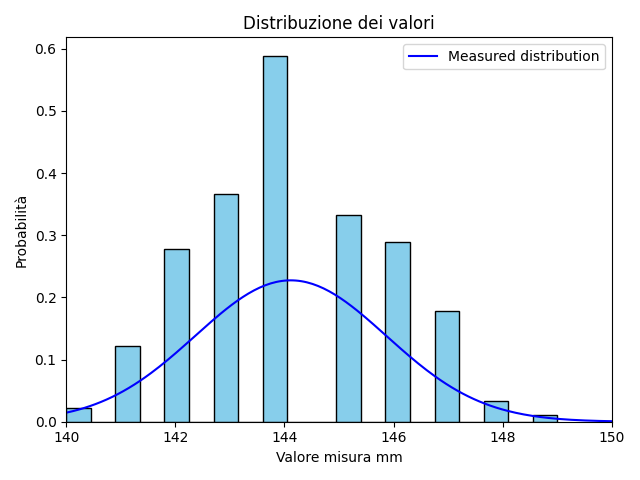 Distribuzione dei valori
Measured distribution
Probabilità
0.6
0.5
0.4
0.3
0.2
0.1
0.0
140 142 144 146 148 150
Valore misura mm